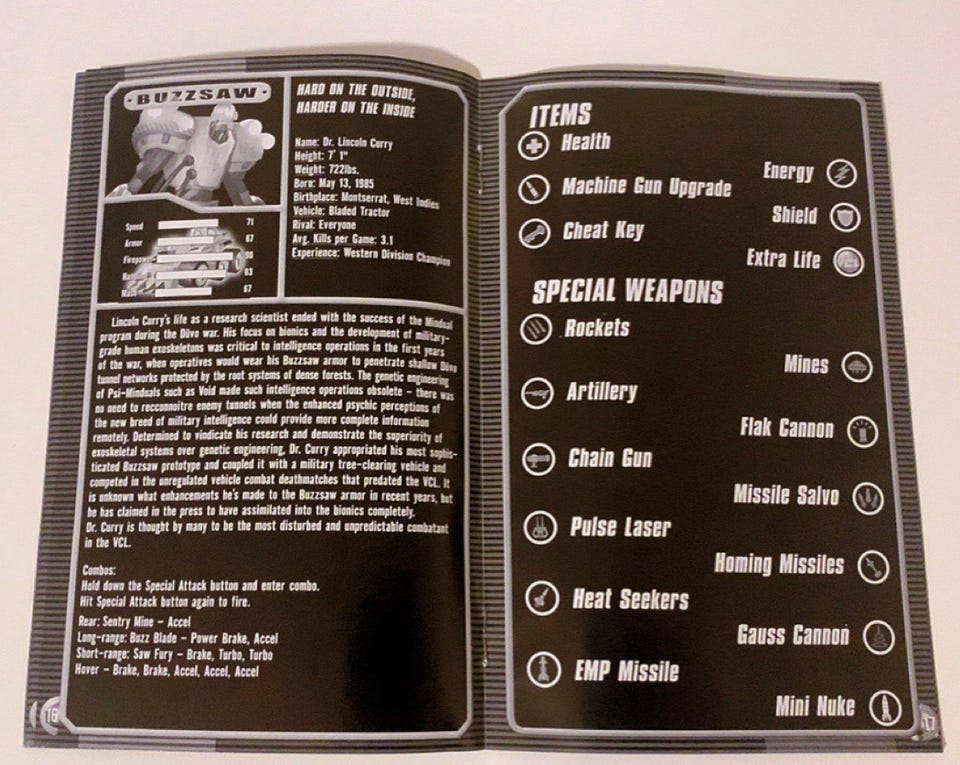 BUZZSAW
Speed 71
Armor 67
Firepower 90
63
Mass 67
HARD ON THE OUTSIDE,
HARDER ON THE INSIDE
Name: Dr. Lincoln Curry
Height: 7' 1"
Weight: 722lbs.
Born: May 13, 1985
Birthplace: Montserrat, West Indies
Vehicle: Bladed Tractor
Rival: Everyone
Avg. Kills per Game: 3.1
Experience: Western Division Champion
Lincoln Curry's life as a research scientist ended with the success of the Mindual
program during the Düvo war. His focus on bionics and the development of military-
grade human exoskeletons was critical to intelligence operations in the first years
of the war, when operatives would wear his Buzzsaw armor to penetrate shallow Düvo
tunnel networks protected by the root systems of dense forests. The genetic engineering
of Psi-Minduals such as Void made such intelligence operations obsolete – there was
no need to recconnoitre enemy tunnels when the enhanced psychic perceptions of
the new breed of military intelligence could provide more complete information
remotely. Determined to vindicate his research and demonstrate the superiority of
exoskeletal systems over genetic engineering, Dr. Curry appropriated his most sophis-
ticated Buzzsaw prototype and coupled it with a military tree-clearing vehicle and
competed in the unregulated vehicle combat deathmatches that predated the VCL. It
is unknown what enhancements he's made to the Buzzsaw armor in recent years, but
he has claimed in the press to have assimilated into the bionics completely.
Dr. Curry is thought by many to be the most disturbed and unpredictable combatant
in the VCL.
Combos:
Hold down the Special Attack button and enter combo.
Hit Special Attack button again to fire.
Rear: Sentry Mine – Accel
Long-range: Buzz Blade – Power Brake, Accel
Short-range: Saw Fury – Brake, Turbo, Turbo
Hover – Brake, Brake, Accel, Accel, Accel
16
ITEMS
Health
Energy
Machine Gun Upgrade
Shield
Cheat Key
Extra Life
SPECIAL WEAPONS
Rockets
Mines
Artillery
Flak Cannon
Chain Gun
Missile Salvo
Pulse Laser
Homing Missiles
Heat Seekers
Gauss Cannon
EMP Missile
Mini Nuke
17